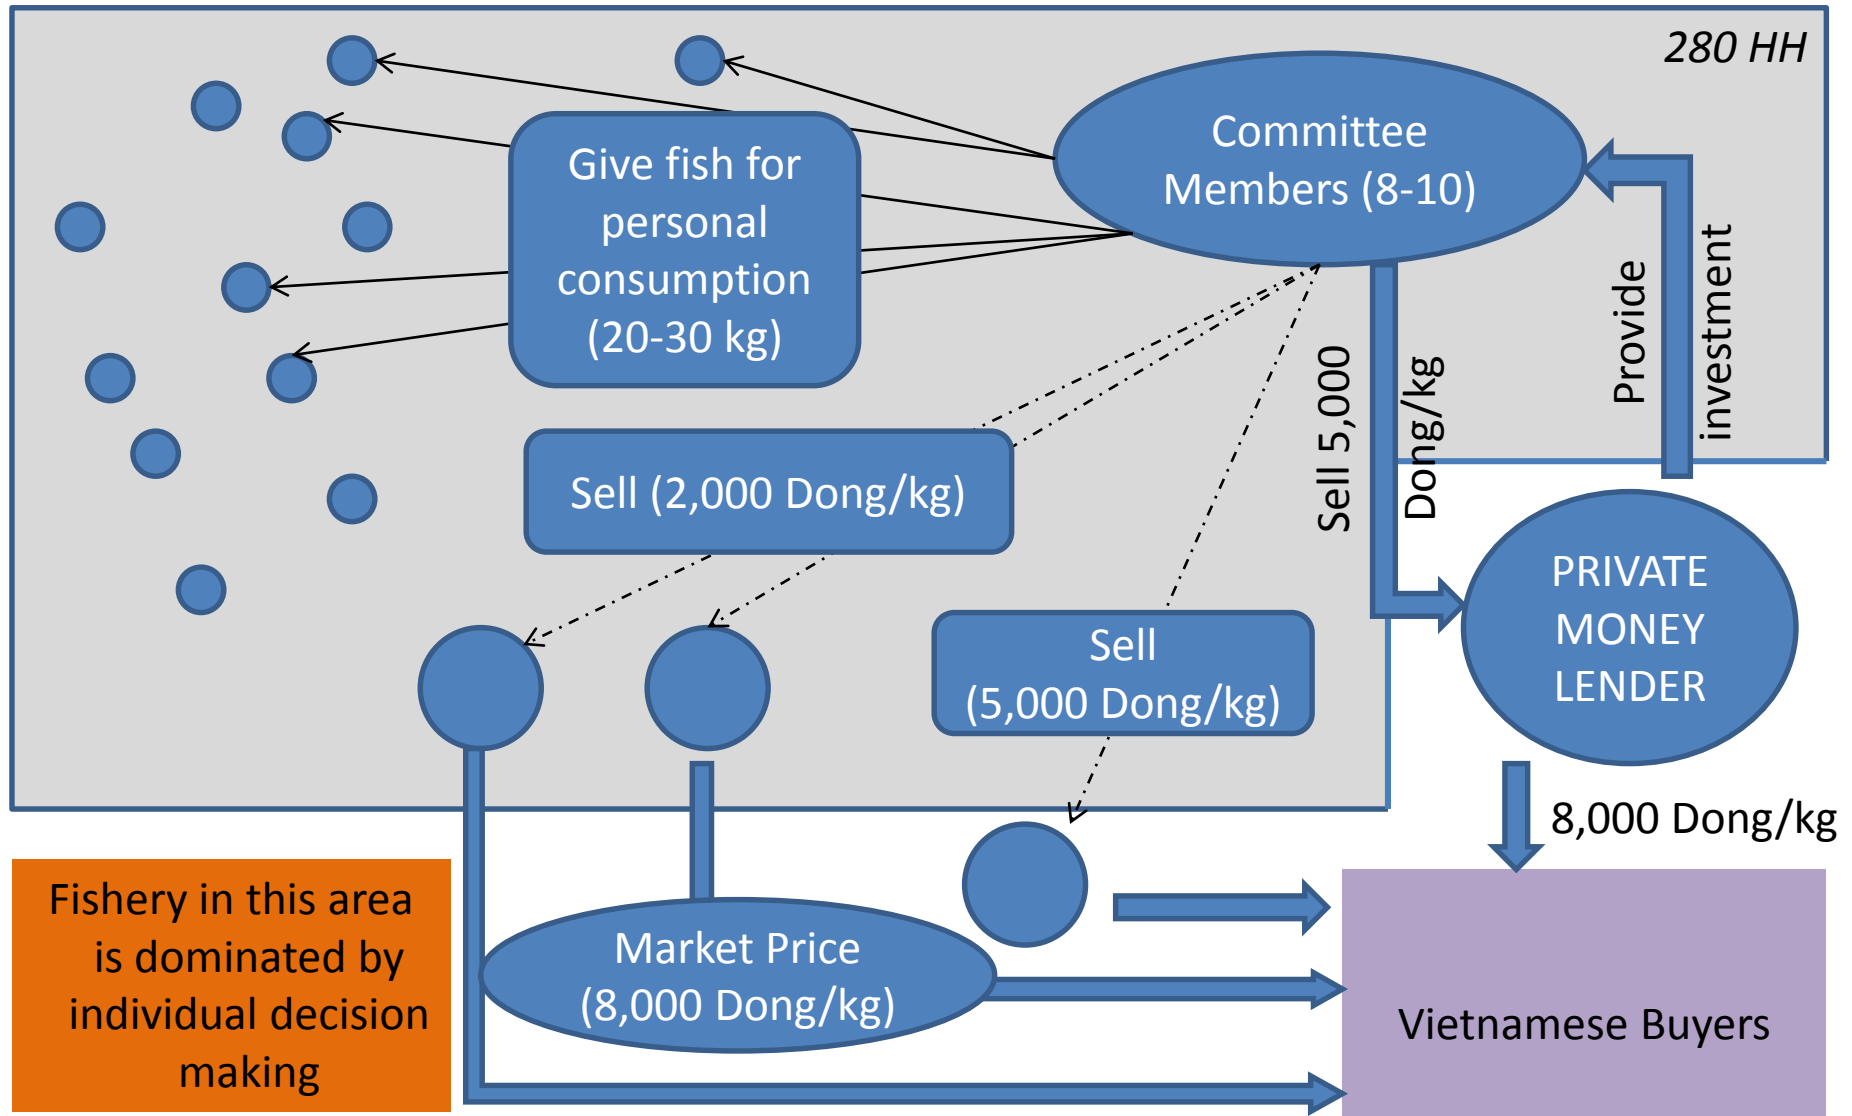 280 HH
Committee
Members (8-10)
Give fish for
personal
consumption
(20-30 kg)
Provide
investment
Sell 5,000
Dong/kg
Sell (2,000 Dong/kg)
PRIVATE
MONEY
LENDER
Sell
(5,000 Dong/kg)
8,000 Dong/kg
Fishery in this area
is dominated by
individual decision
making
Market Price
(8,000 Dong/kg)
Vietnamese Buyers